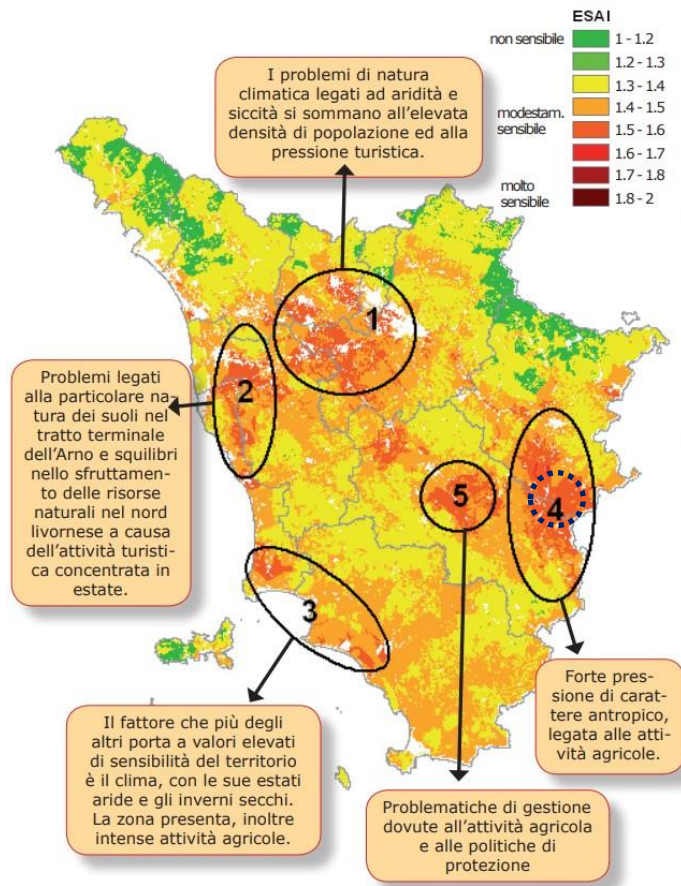 ESAI
non sensibile
1 - 1.2
1.2 - 1.3
1.3 - 1.4
modestam.
sensibile
1.4 - 1.5
1.5 - 1.6
1.6 - 1.7
molto
sensibile
1.7 - 1.8
1.8 - 2
I problemi di natura
climatica legati ad aridità e
siccità si sommano all'elevata
densità di popolazione ed alla
pressione turistica.
1
2
Problemi legati
alla particolare na-
tura dei suoli nel
tratto terminale
dell'Arno e squilibri
nello sfruttamen-
to delle risorse
naturali nel nord
livornese a causa
dell'attività turisti-
ca concentrata in
estate.
5
4
3
Forte pres-
sione di carat-
tere antropico,
legata alle atti-
vità agricole.
Il fattore che più degli
altri porta a valori elevati
di sensibilità del territorio
è il clima, con le sue estati
aride e gli inverni secchi.
La zona presenta, inoltre
intense attività agricole.
Problematiche di gestione
dovute all'attività agricola
e alle politiche di
protezione